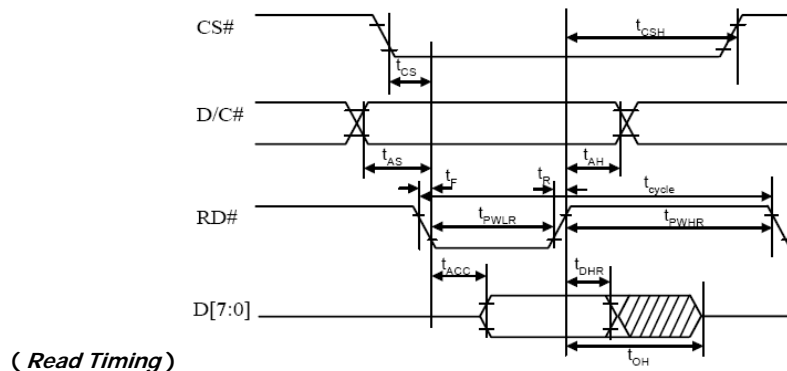 CS#
tCSH
tCS
D/C#
tAS
tAH
tF
tR
tcycle
RD#
tPWLR
tPWHR
tACC
tDHR
D[7:0]
tOH
( Read Timing )